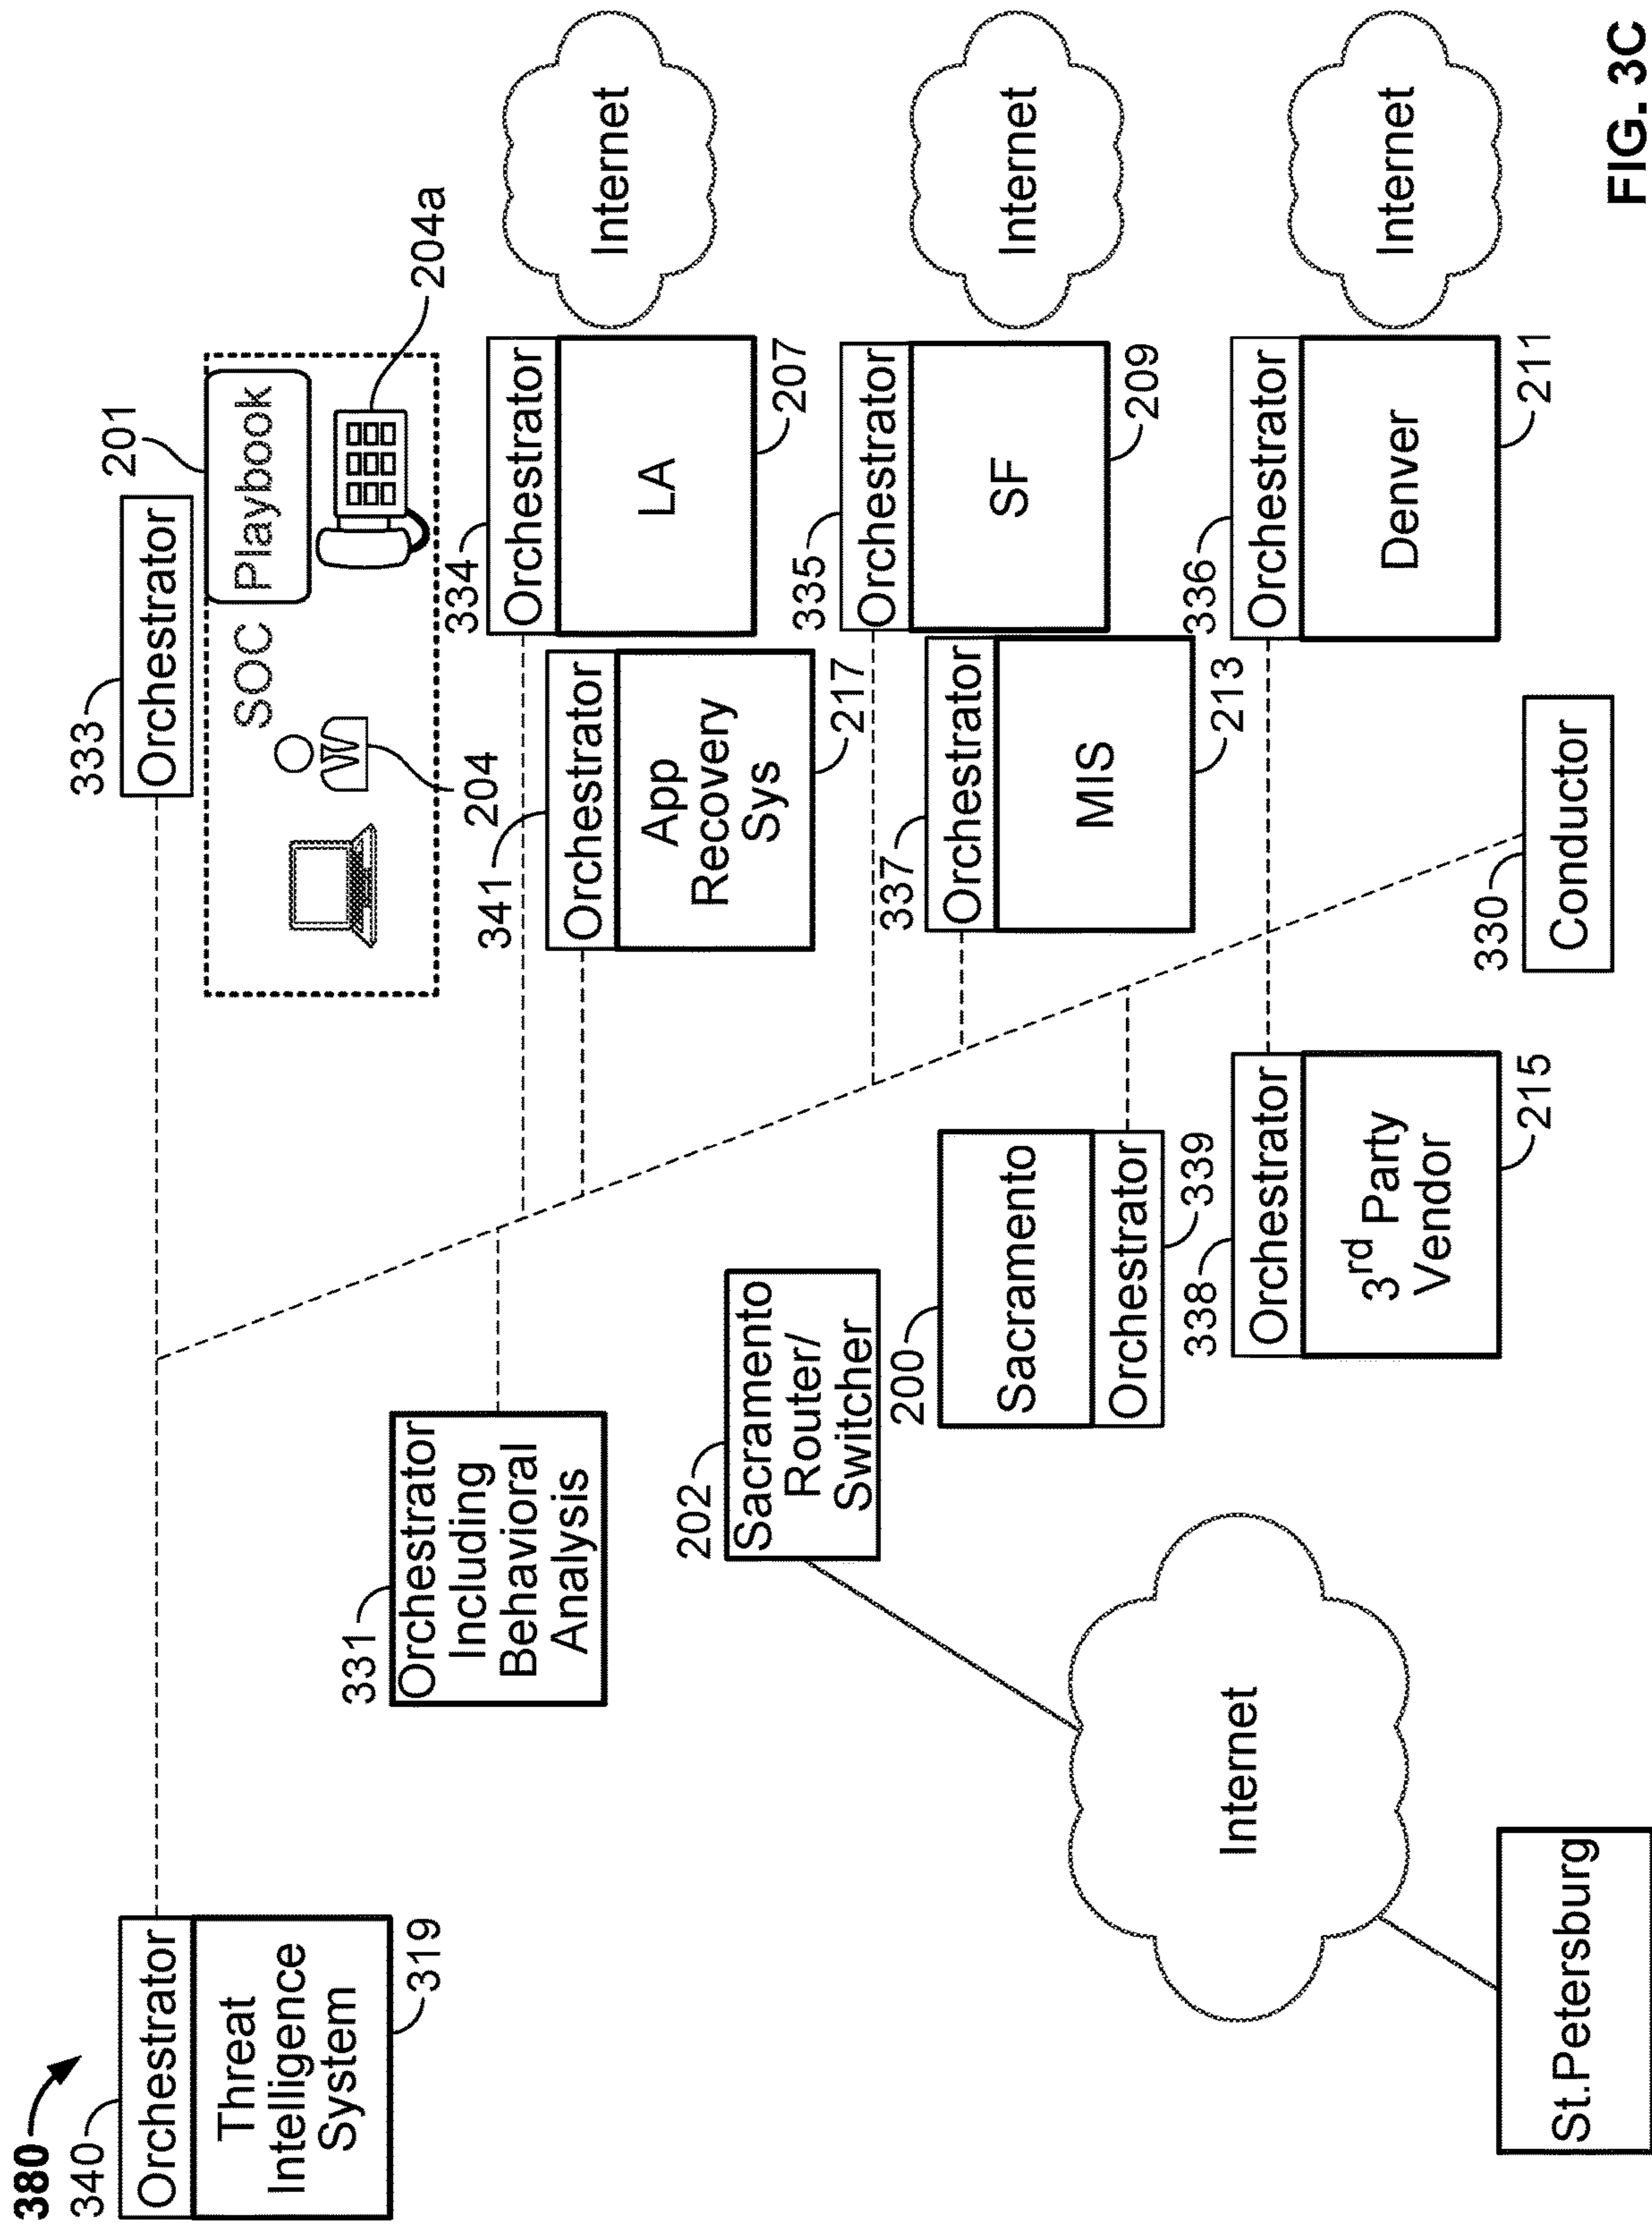 380
340
Orchestrator
Threat
Intelligence
System
319
333
Orchestrator
201
SOC
Playbook
204
204a
331
Orchestrator
Including
Behavioral
Analysis
334
Orchestrator
LA
207
Internet
341
Orchestrator
App
Recovery
Sys
217
202
Sacramento
Router/
Switcher
335
Orchestrator
SF
209
Internet
337
Orchestrator
MIS
213
200
Sacramento
Orchestrator
339
338
Orchestrator
3rd Party
Vendor
215
336
Orchestrator
Denver
211
Internet
Internet
St.Petersburg
330
Conductor
FIG. 3C